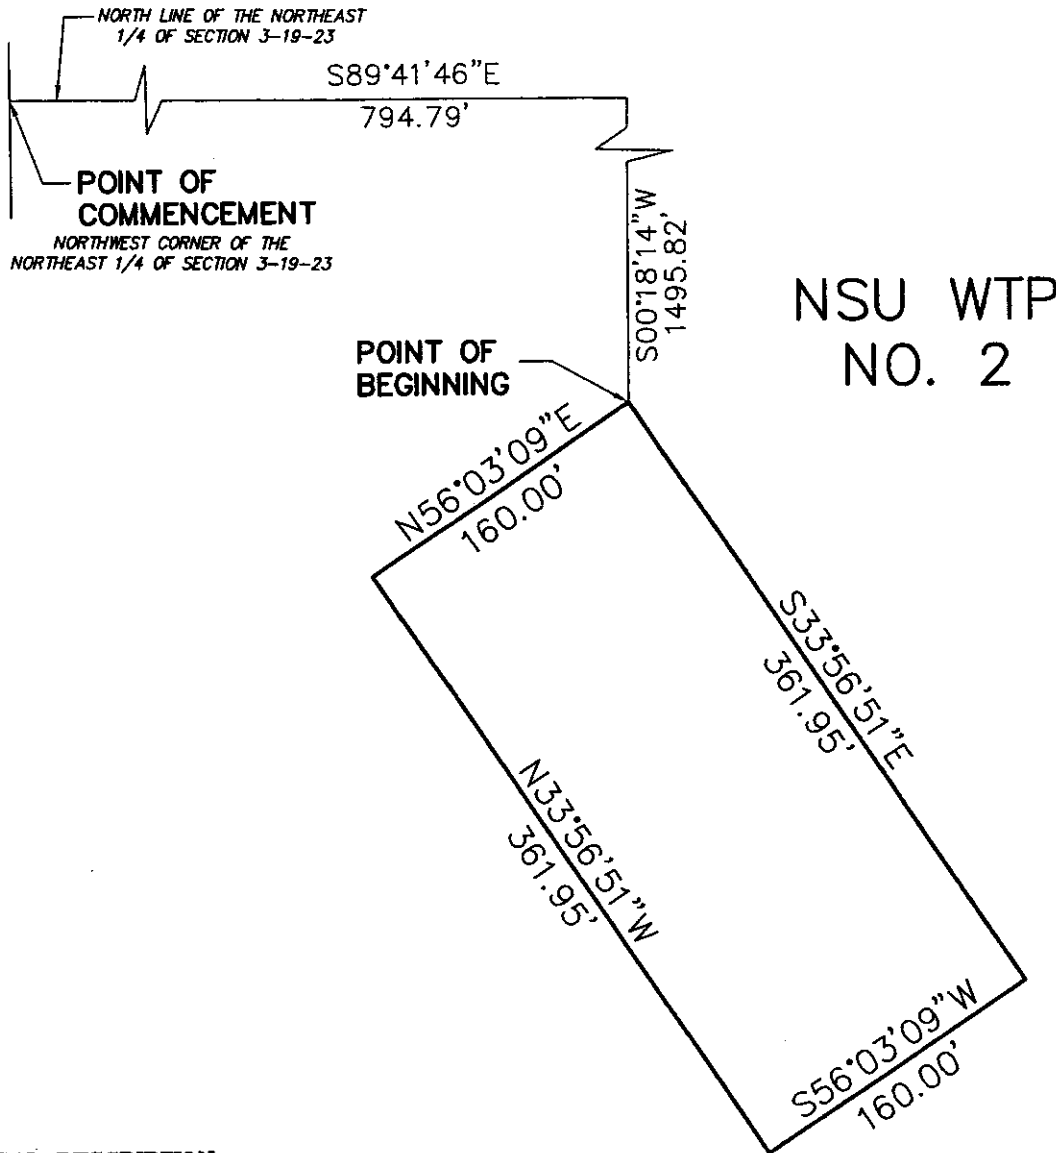 NORTH LINE OF THE NORTHEAST
1/4 OF SECTION 3-19-23
S89°41'46"E
794.79'
POINT OF
COMMENCEMENT
NORTHWEST CORNER OF THE
NORTHEAST 1/4 OF SECTION 3-19-23
S00°18'14"W
1495.82'
NSU WTP
NO. 2
POINT OF
BEGINNING
N56°03'09"E
160.00'
S33°56'51"E
361.95'
N33°56'51"W
361.95'
S56°03'09"W
160.00'